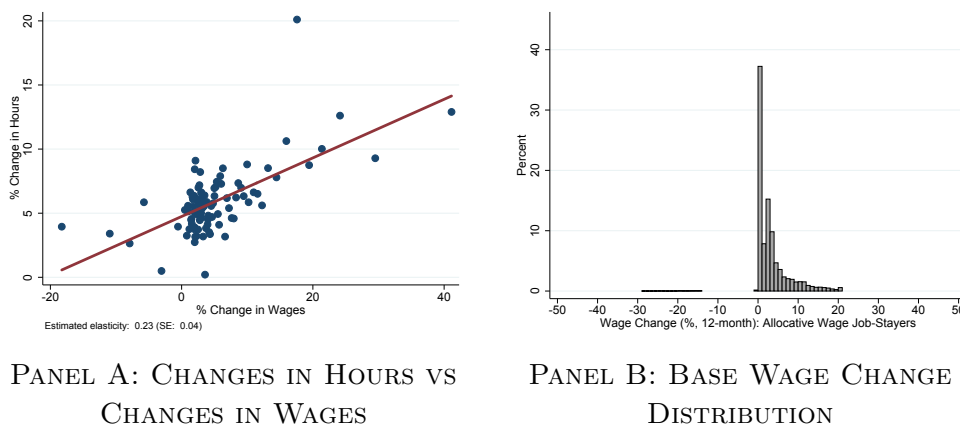 20
15
10
5
0
% Change in Hours
-20
0
20
40
% Change in Wages
Estimated elasticity: 0.23 (SE: 0.04)
PANEL A: CHANGES IN HOURS VS
CHANGES IN WAGES
40
30
20
10
0
Percent
-50
-40
-30
-20
-10
0
10
20
30
40
50
Wage Change (%, 12-month): Allocative Wage Job-Stayers
PANEL B: BASE WAGE CHANGE
DISTRIBUTION